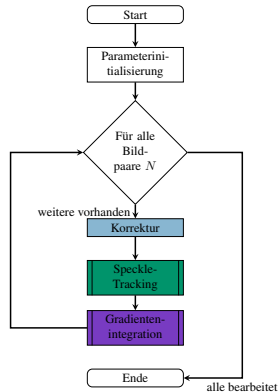 Start
Parameterini-
tialisierung
Für alle
Bild-
paare N
weitere vorhanden
Korrektur
Speckle-
Tracking
Gradienten-
integration
Ende
alle bearbeitet